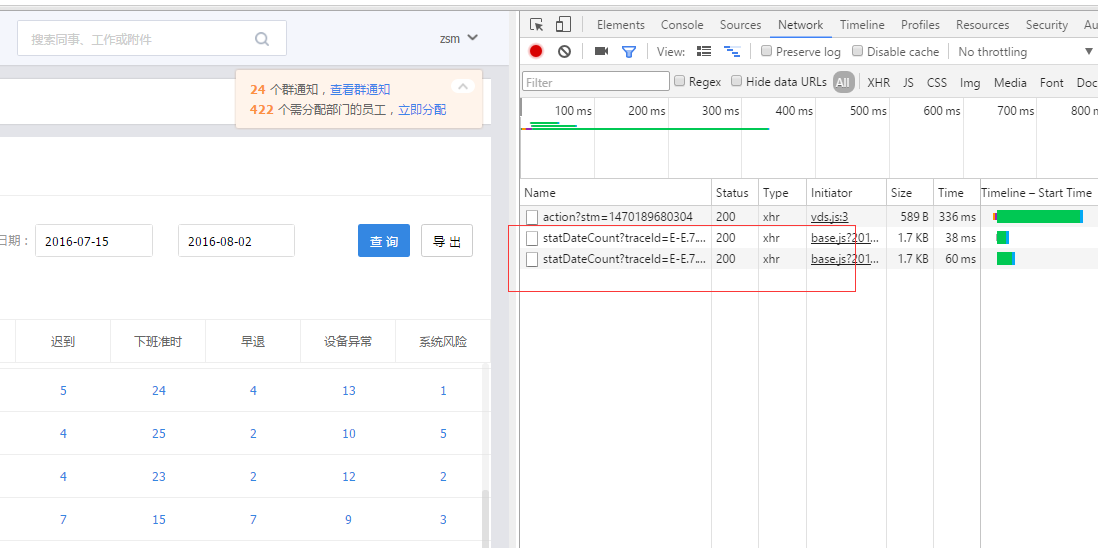 搜索同事、工作或附件
zsm
24 个群通知，查看群通知
422 个需分配部门的员工，立即分配
日期： 2016-07-15 2016-08-02 查 询 导 出
迟到 下班准时 早退 设备异常 系统风险
5 24 4 13 1
4 25 2 10 5
4 23 2 12 2
7 15 7 9 3
Elements Console Sources Network Timeline Profiles Resources Security Au
View: Preserve log Disable cache No throttling
Filter Regex Hide data URLs All XHR JS CSS Img Media Font Doc
100 ms 200 ms 300 ms 400 ms 500 ms 600 ms 700 ms 800 m
Name Status Type Initiator Size Time Timeline – Start Time
action?stm=1470189680304 200 xhr vds.js:3 589 B 336 ms
statDateCount?traceId=E-E.7.... 200 xhr base.js?201... 1.7 KB 38 ms
statDateCount?traceId=E-E.7.... 200 xhr base.js?201... 1.7 KB 60 ms